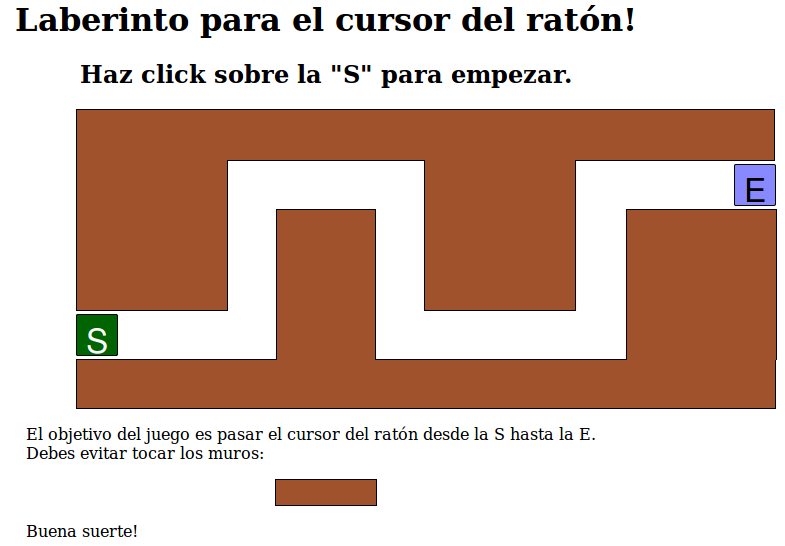 Laberinto para el cursor del ratón!
Haz click sobre la "S" para empezar.
E
S
El objetivo del juego es pasar el cursor del ratón desde la S hasta la E.
Debes evitar tocar los muros:
Buena suerte!